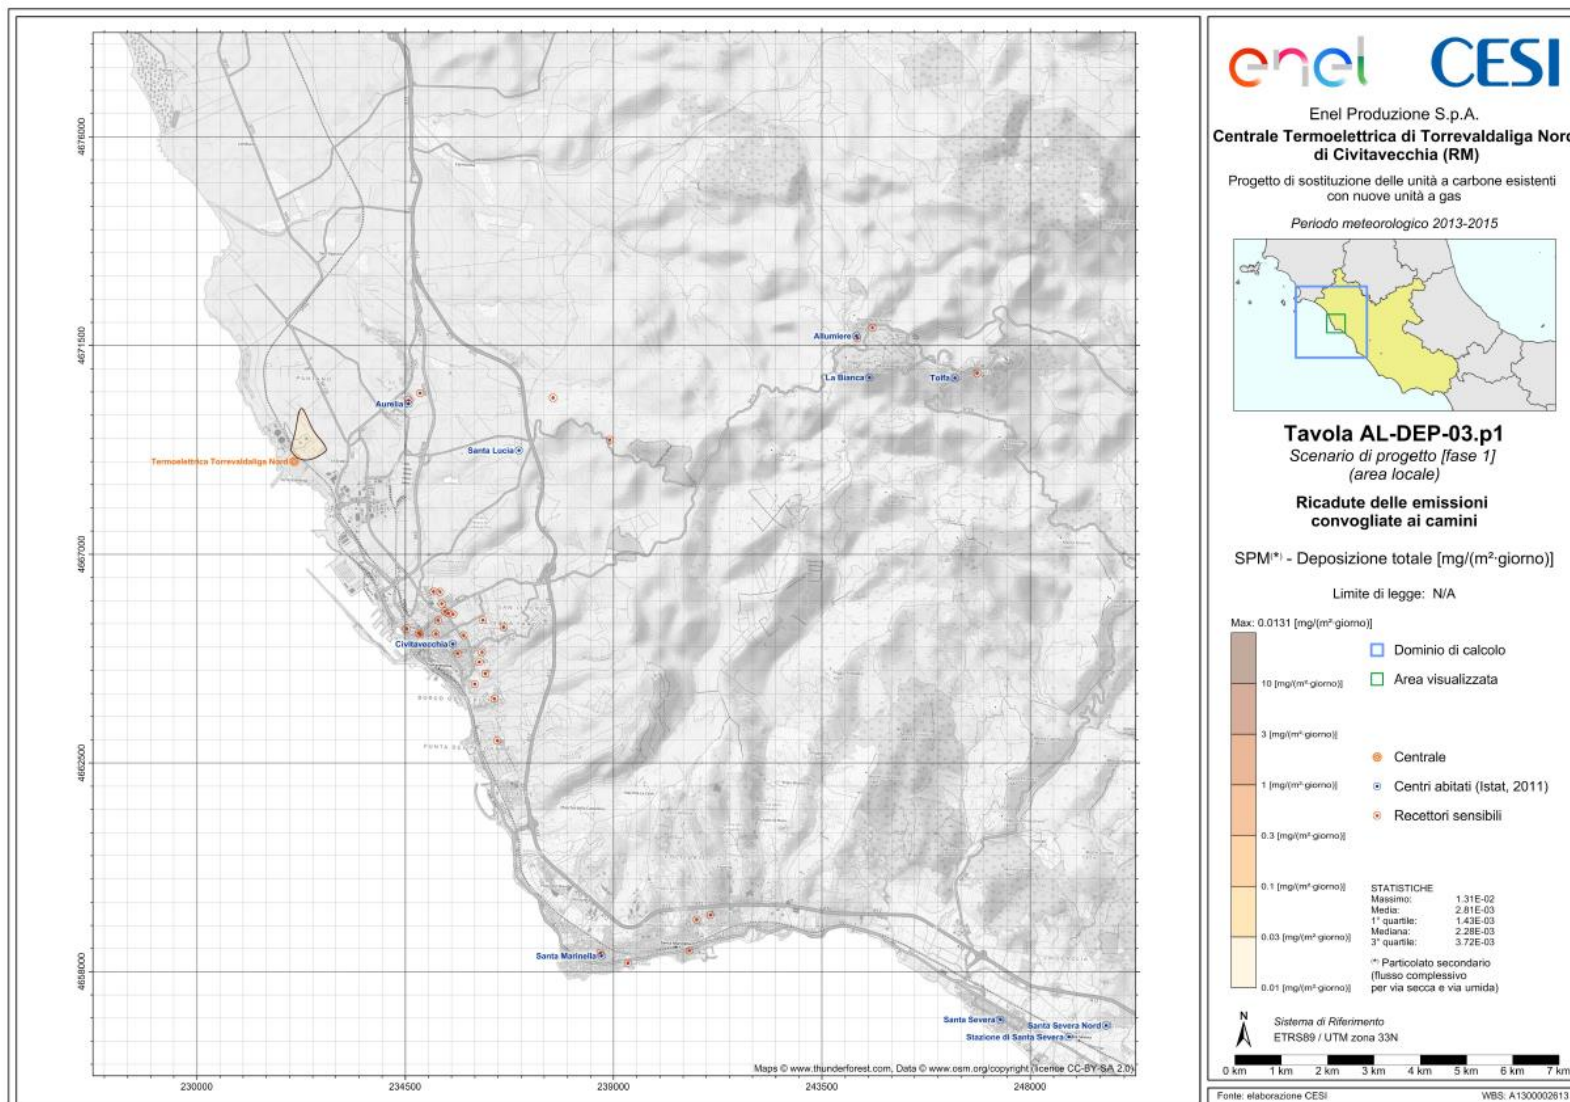 4676000
4671500
4667000
4662500
4658000
230000
234500
239000
243500
248000
Allumiere
La Bianca
Tolfa
Aurelia
Santa Lucia
Termoelettrica Torrevaldaliga Nord
Civitavecchia
Santa Marinella
Santa Severa
Santa Severa Nord
Stazione di Santa Severa
Maps © www.thunderforest.com, Data © www.osm.org/copyright (licence CC-BY-SA 2.0)
enel CESI
Enel Produzione S.p.A.
Centrale Termoelettrica di Torrevaldaliga Nord
di Civitavecchia (RM)
Progetto di sostituzione delle unità a carbone esistenti
con nuove unità a gas
Periodo meteorologico 2013-2015
Tavola AL-DEP-03.p1
Scenario di progetto [fase 1]
(area locale)
Ricadute delle emissioni
convogliate ai camini
SPM(*) - Deposizione totale [mg/(m²·giorno)]
Limite di legge: N/A
Max: 0.0131 [mg/(m²·giorno)]
10 [mg/(m²·giorno)]
3 [mg/(m²·giorno)]
1 [mg/(m²·giorno)]
0.3 [mg/(m²·giorno)]
0.1 [mg/(m²·giorno)]
0.03 [mg/(m²·giorno)]
0.01 [mg/(m²·giorno)]
Dominio di calcolo
Area visualizzata
Centrale
Centri abitati (Istat, 2011)
Recettori sensibili
STATISTICHE
Massimo: 1.31E-02
Media: 2.81E-03
1° quartile: 1.43E-03
Mediana: 2.28E-03
3° quartile: 3.72E-03
(*) Particolato secondario
(flusso complessivo
per via secca e via umida)
N
Sistema di Riferimento
ETRS89 / UTM zona 33N
0 km 1 km 2 km 3 km 4 km 5 km 6 km 7 km
Fonte: elaborazione CESI WBS: A1300002613